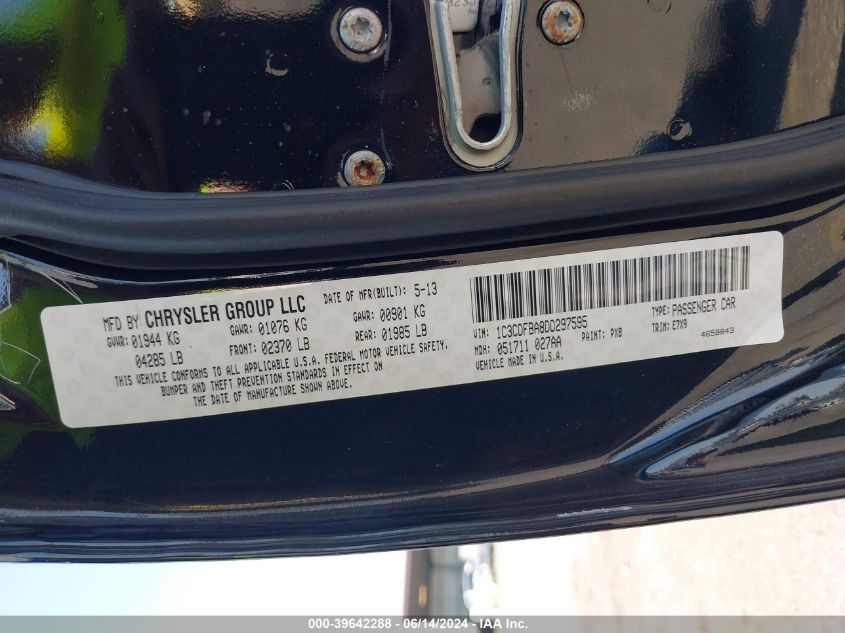 MFD BY CHRYSLER GROUP LLC DATE OF MFR(BUILT): 5-13
GVWR: 01944 KG GAWR: 01076 KG GAWR: 00901 KG
04285 LB FRONT: 02370 LB REAR: 01985 LB
THIS VEHICLE CONFORMS TO ALL APPLICABLE U.S.A. FEDERAL MOTOR VEHICLE SAFETY,
BUMPER AND THEFT PREVENTION STANDARDS IN EFFECT ON
THE DATE OF MANUFACTURE SHOWN ABOVE.
VIN: 1C3CDFBA8DD297595 TYPE: PASSENGER CAR
MDH: 051711 027AA PAINT: PXB TRIM: E7X9
VEHICLE MADE IN U.S.A. 4658843
000-39642288 - 06/14/2024 - IAA Inc.